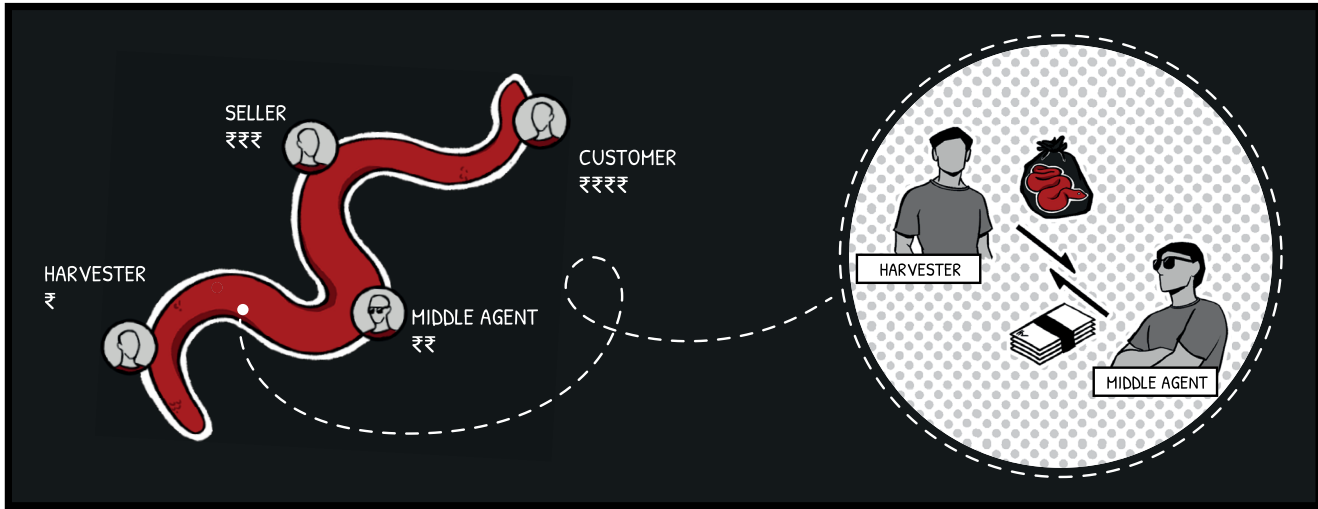 SELLER
₹₹₹
CUSTOMER
₹₹₹₹
HARVESTER
₹
MIDDLE AGENT
₹₹
HARVESTER
MIDDLE AGENT